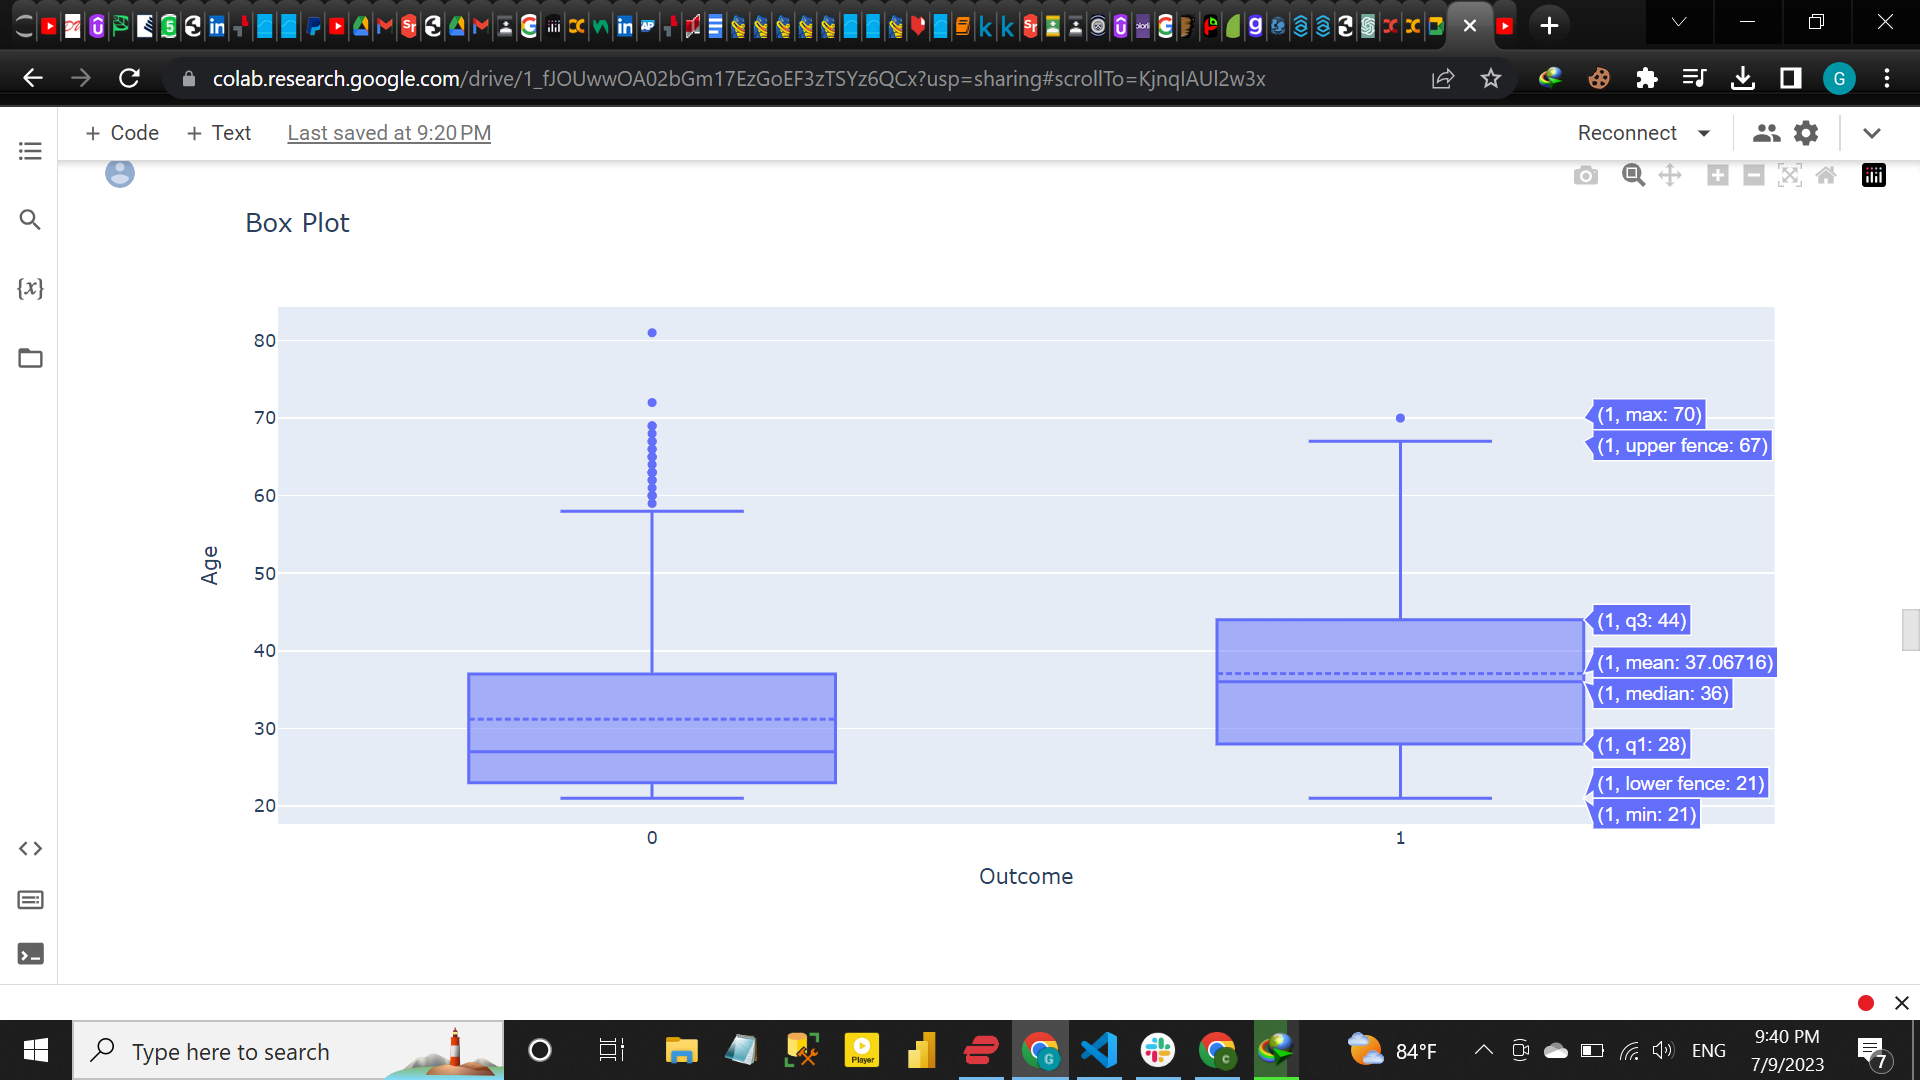 colab.research.google.com/drive/1_fJOUwwOA02bGm17EzGoEF3zTSYz6QCx?usp=sharing#scrollTo=KjnqIAUl2w3x
G
+ Code + Text Last saved at 9:20 PM Reconnect
{x}
Box Plot
80
70
60
50
40
30
20
Age
(1, max: 70)
(1, upper fence: 67)
(1, q3: 44)
(1, mean: 37.06716)
(1, median: 36)
(1, q1: 28)
(1, lower fence: 21)
(1, min: 21)
0 1
Outcome
Type here to search
Player
84°F
ENG
9:40 PM
7/9/2023
7